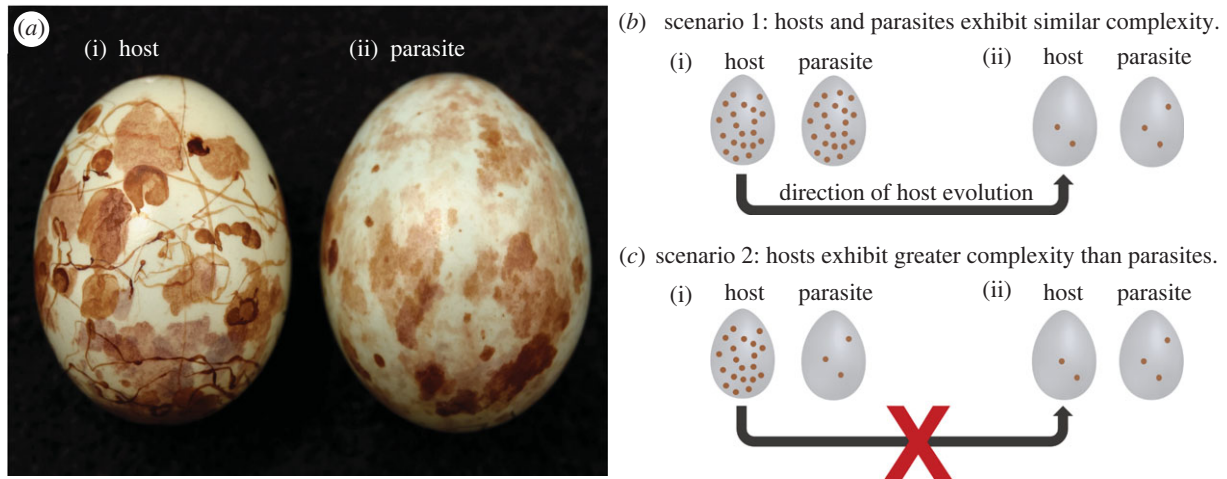 (a)
(i) host
(ii) parasite
(b) scenario 1: hosts and parasites exhibit similar complexity.
(i) host parasite
(ii) host parasite
direction of host evolution
(c) scenario 2: hosts exhibit greater complexity than parasites.
(i) host parasite
(ii) host parasite